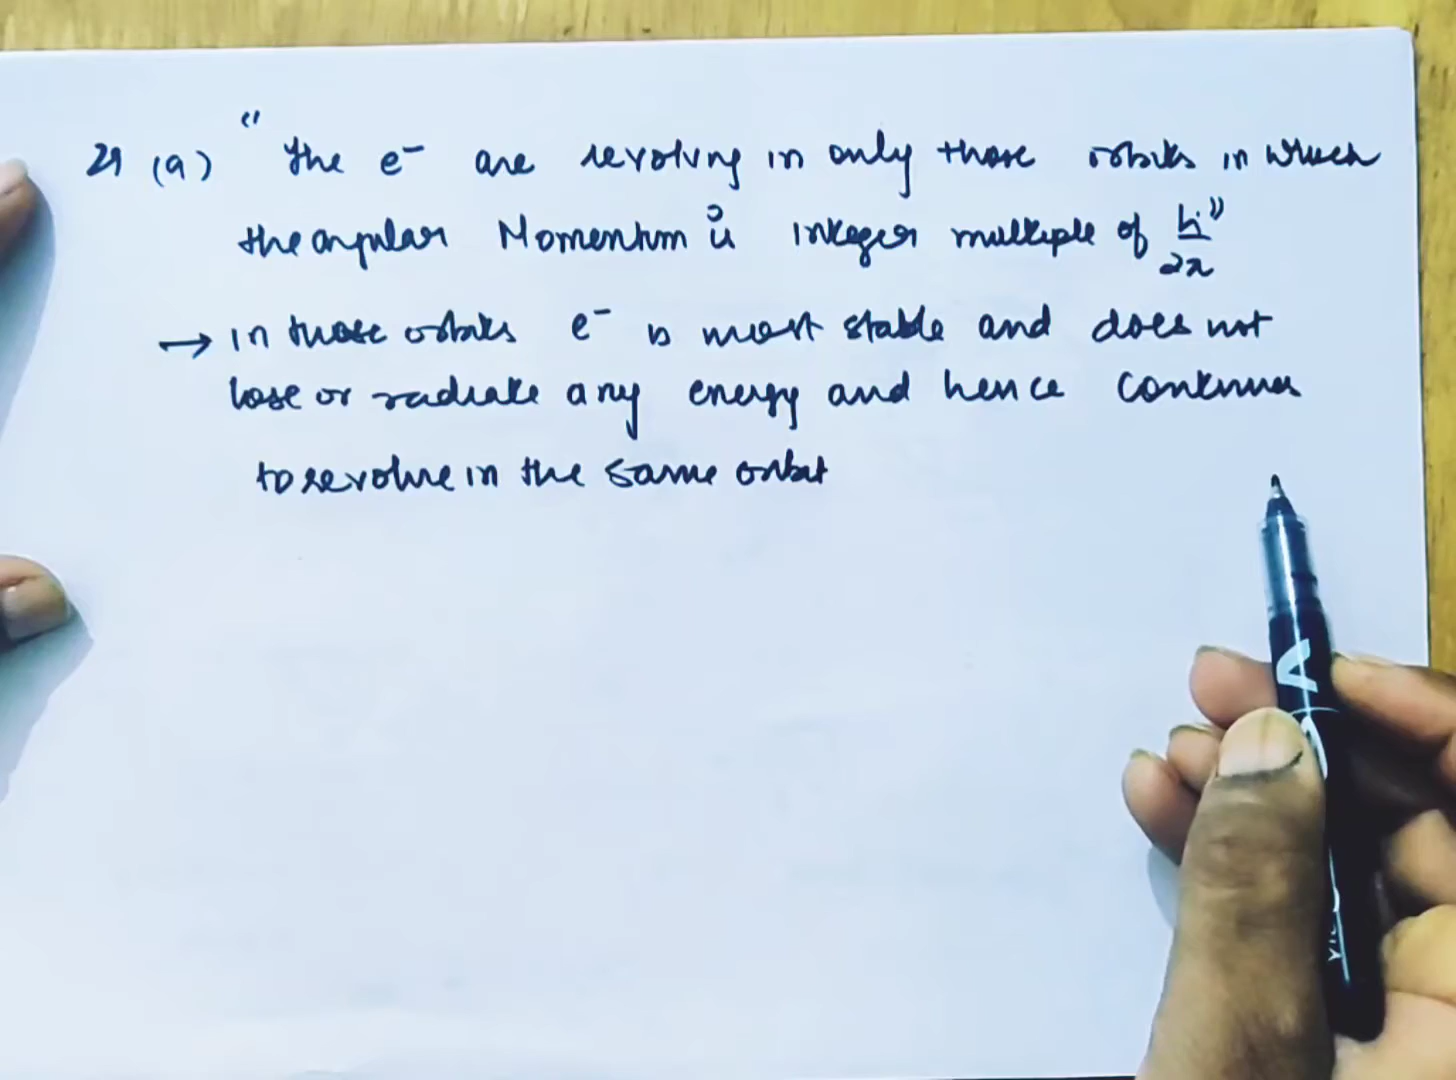 21 (a) "The e⁻ are revolving in only those orbits in which
the angular Momentum is integer multiple of h/2π"
→ in those orbits e⁻ is most stable and does not
lose or radiate any energy and hence continues
to revolve in the same orbit